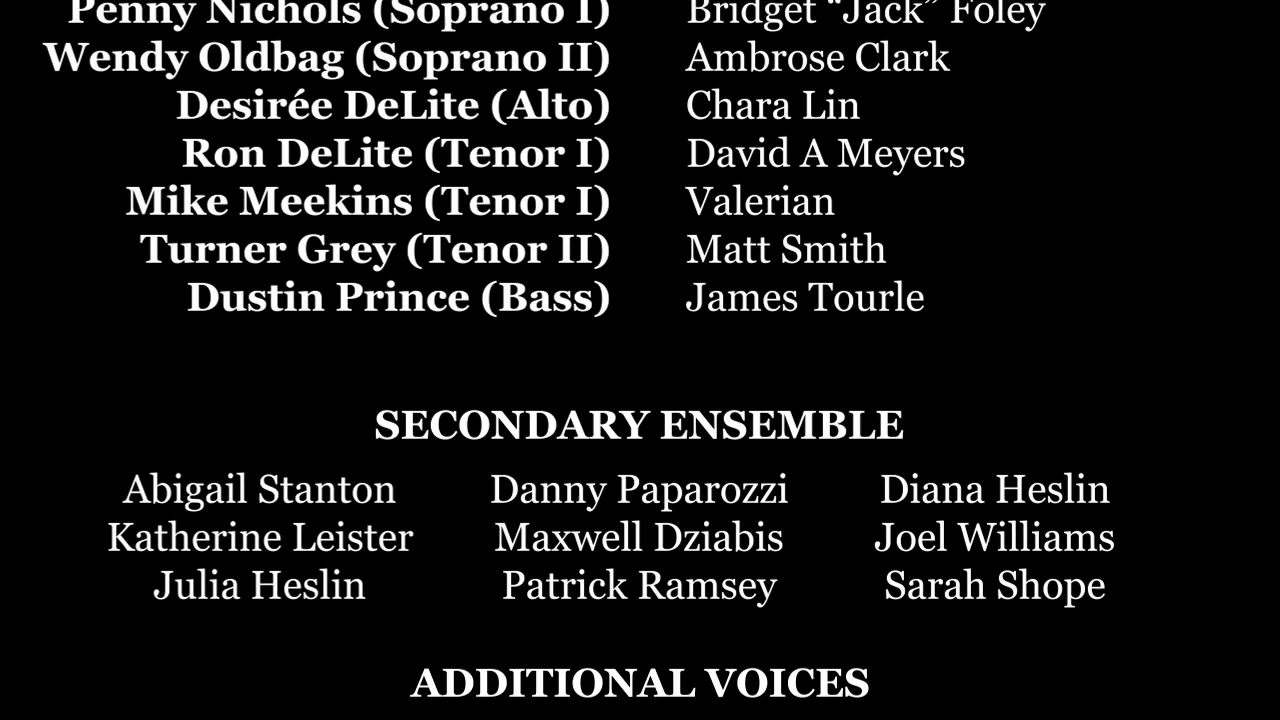 Penny Nichols (Soprano I) Bridget “Jack” Foley
Wendy Oldbag (Soprano II) Ambrose Clark
Desirée DeLite (Alto) Chara Lin
Ron DeLite (Tenor I) David A Meyers
Mike Meekins (Tenor I) Valerian
Turner Grey (Tenor II) Matt Smith
Dustin Prince (Bass) James Tourle
SECONDARY ENSEMBLE
Abigail Stanton Danny Paparozzi Diana Heslin
Katherine Leister Maxwell Dziabis Joel Williams
Julia Heslin Patrick Ramsey Sarah Shope
ADDITIONAL VOICES